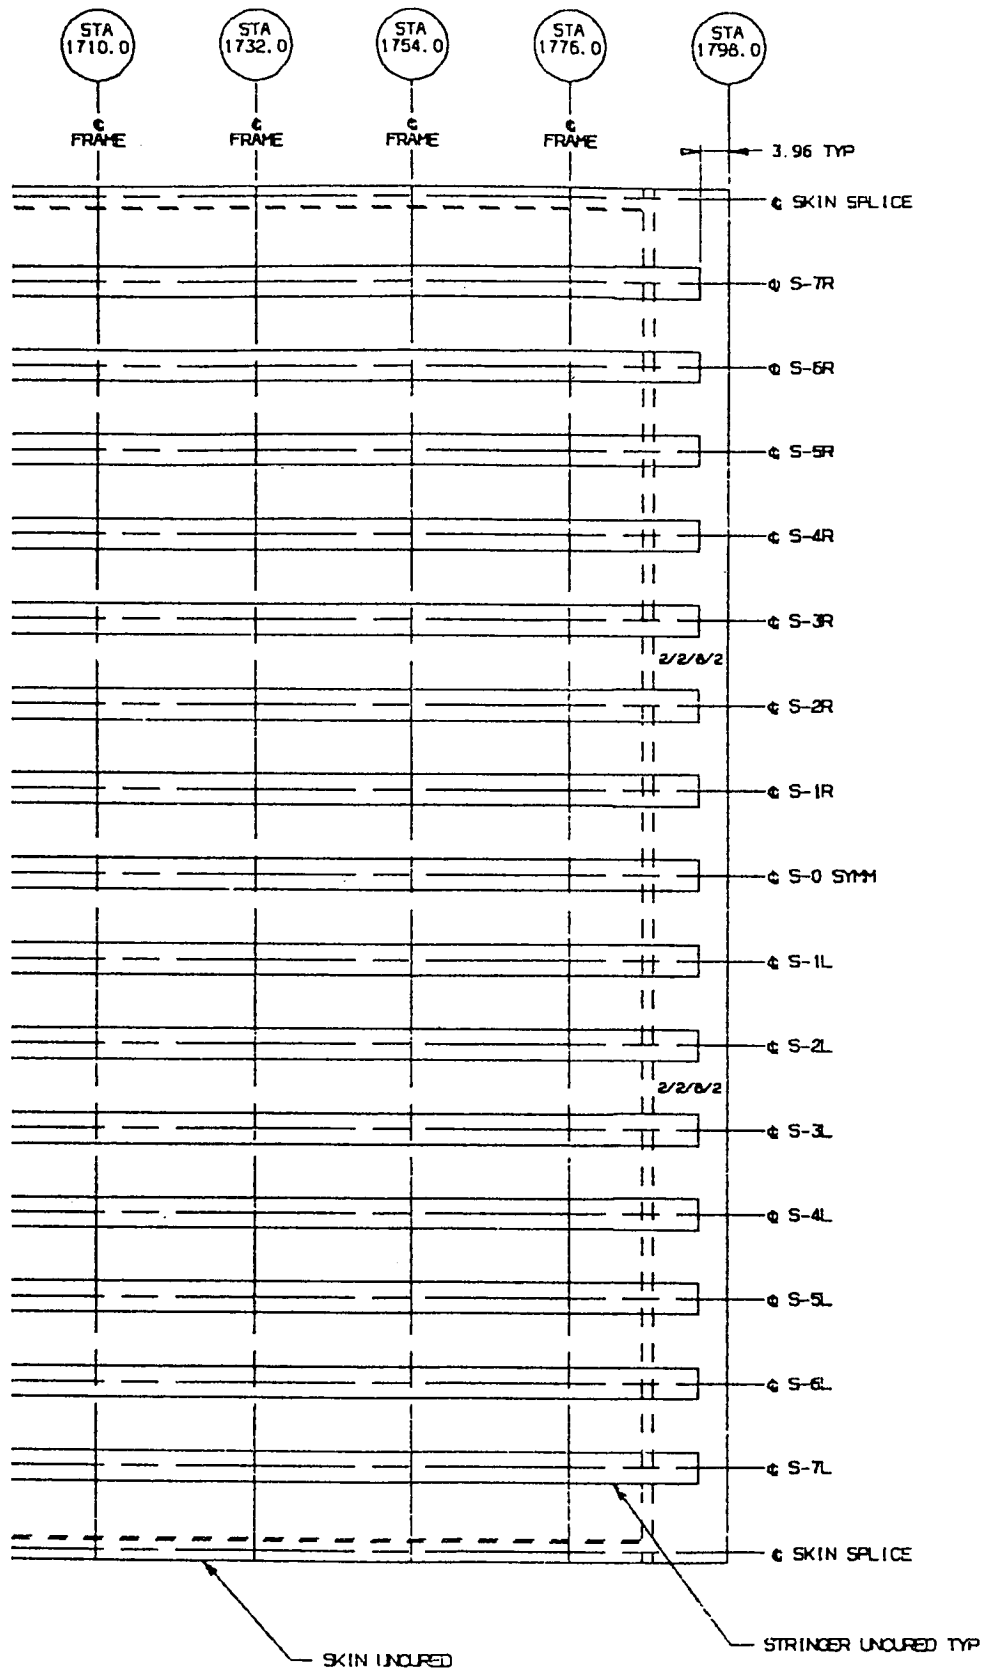 STA
1710.0
STA
1732.0
STA
1754.0
STA
1776.0
STA
1798.0
℄
FRAME
℄
FRAME
℄
FRAME
℄
FRAME
3.96 TYP
℄ SKIN SPLICE
℄ S-7R
℄ S-6R
℄ S-5R
℄ S-4R
℄ S-3R
2/2/8/2
℄ S-2R
℄ S-1R
℄ S-0 SYMM
℄ S-1L
℄ S-2L
2/2/8/2
℄ S-3L
℄ S-4L
℄ S-5L
℄ S-6L
℄ S-7L
℄ SKIN SPLICE
STRINGER UNCURED TYP
SKIN UNCURED